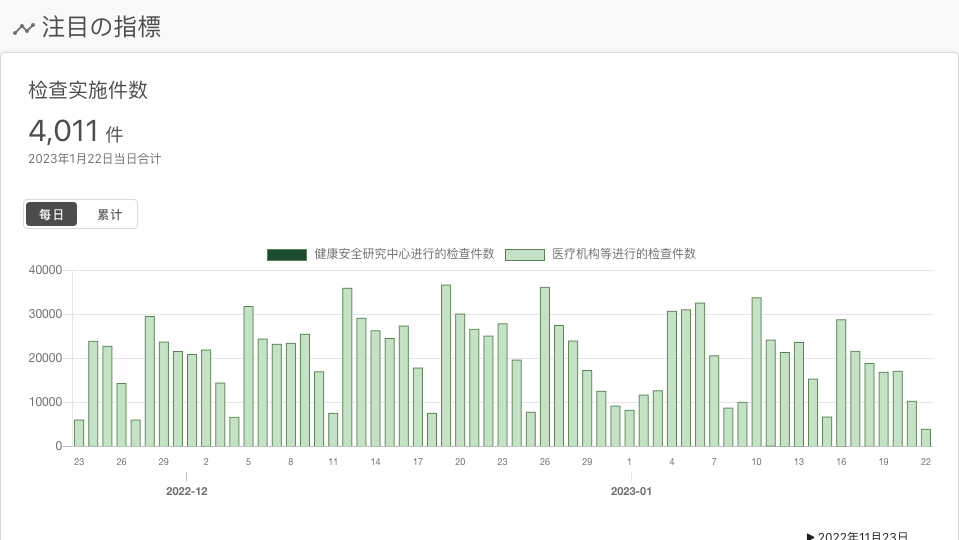 注目の指標
检查实施件数
4,011 件
2023年1月22日当日合计
每日 累计
健康安全研究中心进行的检查件数 医疗机构等进行的检查件数
40000
30000
20000
10000
0
23 26 29 2 5 8 11 14 17 20 23 26 29 1 4 7 10 13 16 19 22
2022-12 2023-01
▶ 2022年11月23日